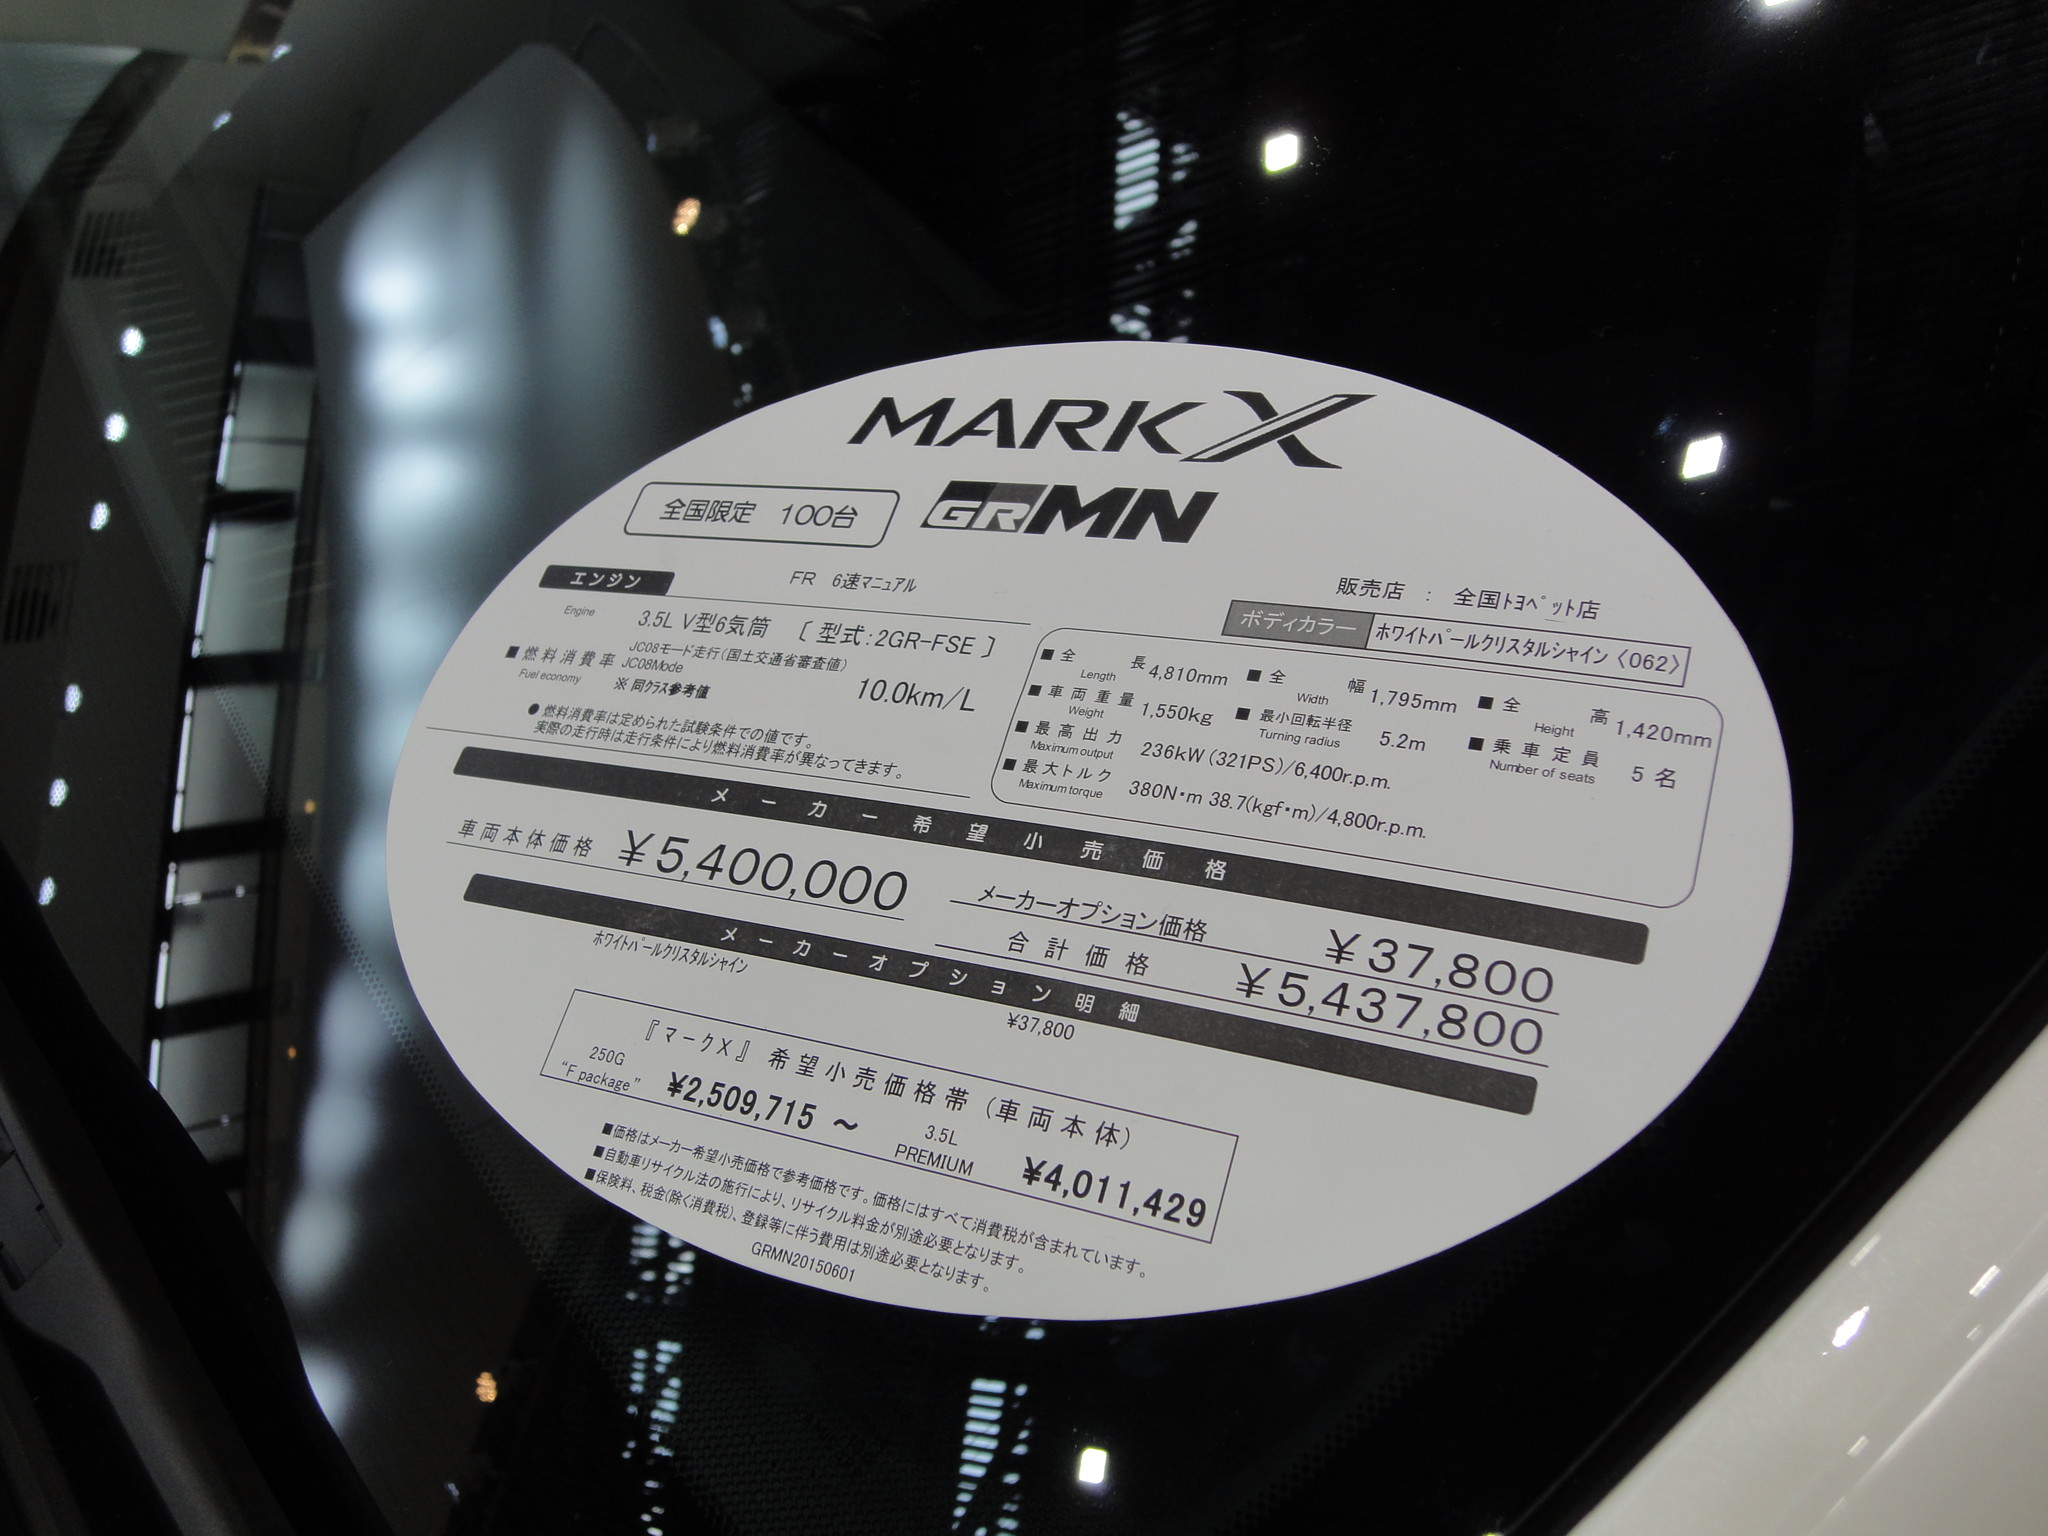 MARK X
全国限定 100台
GRMN
エンジン
Engine
FR 6速マニュアル
3.5L V型6気筒 〔 型式：2GR-FSE 〕
■ 燃料消費率
Fuel economy
JC08モード走行(国土交通省審査値)
JC08Mode
※ 同クラス参考値
10.0km/L
● 燃料消費率は定められた試験条件での値です。
実際の走行時は走行条件により燃料消費率が異なってきます。
販売店 ： 全国トヨペット店
ボディカラー ホワイトパールクリスタルシャイン〈062〉
■ 全長 4,810mm ■ 全幅 1,795mm ■ 全高 1,420mm
Length Width Height
■ 車両重量 1,550kg ■ 最小回転半径 5.2m ■ 乗車定員 5名
Weight Turning radius Number of seats
■ 最高出力 236kW(321PS)/6,400r.p.m.
Maximum output
■ 最大トルク 380N・m 38.7(kgf・m)/4,800r.p.m.
Maximum torque
メーカー希望小売価格
車両本体価格 ￥5,400,000
メーカーオプション価格 ￥37,800
合計価格 ￥5,437,800
メーカーオプション明細
ホワイトパールクリスタルシャイン ¥37,800
『マークX』希望小売価格帯(車両本体)
250G
“F package” ¥2,509,715 ～ 3.5L
PREMIUM ¥4,011,429
■価格はメーカー希望小売価格で参考価格です。価格にはすべて消費税が含まれています。
■自動車リサイクル法の施行により、リサイクル料金が別途必要となります。
■保険料、税金(除く消費税)、登録等に伴う費用は別途必要となります。
GRMN20150601